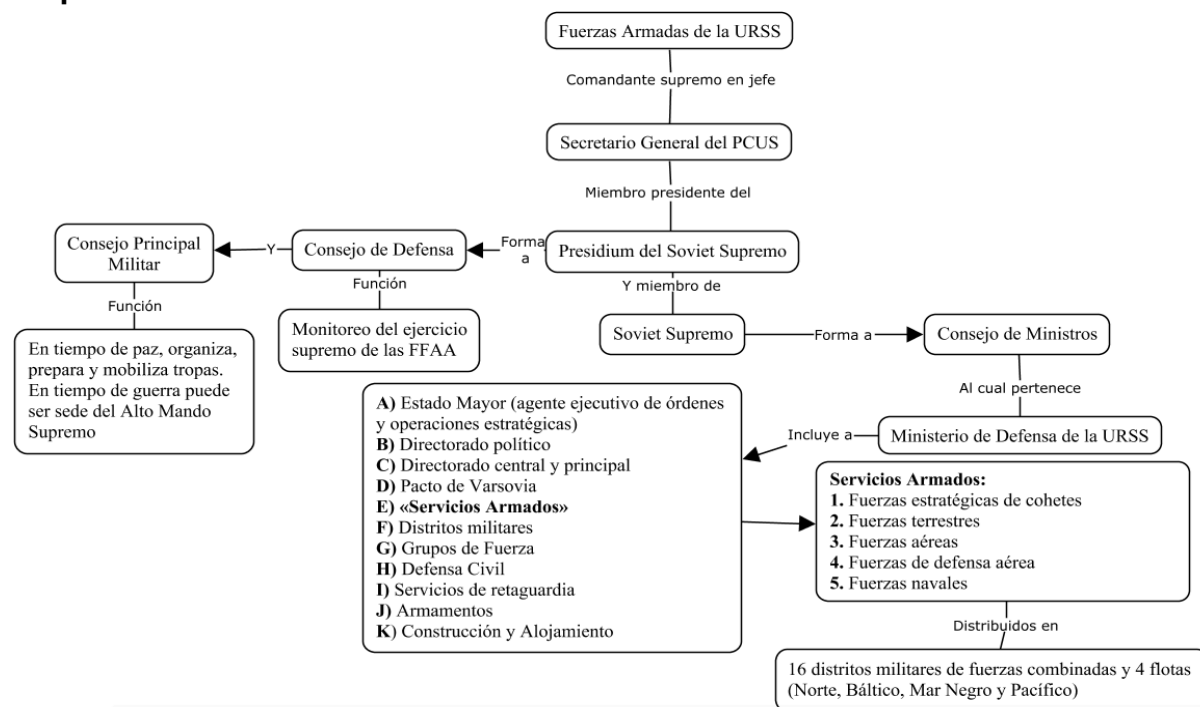 Fuerzas Armadas de la URSS
Comandante supremo en jefe
Secretario General del PCUS
Miembro presidente del
Presidium del Soviet Supremo
Forma
a
Consejo de Defensa
Y
Consejo Principal
Militar
Función
En tiempo de paz, organiza,
prepara y mobiliza tropas.
En tiempo de guerra puede
ser sede del Alto Mando
Supremo
Función
Monitoreo del ejercicio
supremo de las FFAA
Y miembro de
Soviet Supremo
Forma a
Consejo de Ministros
Al cual pertenece
Ministerio de Defensa de la URSS
Incluye a
A) Estado Mayor (agente ejecutivo de órdenes
y operaciones estratégicas)
B) Directorado político
C) Directorado central y principal
D) Pacto de Varsovia
E) «Servicios Armados»
F) Distritos militares
G) Grupos de Fuerza
H) Defensa Civil
I) Servicios de retaguardia
J) Armamentos
K) Construcción y Alojamiento
Servicios Armados:
1. Fuerzas estratégicas de cohetes
2. Fuerzas terrestres
3. Fuerzas aéreas
4. Fuerzas de defensa aérea
5. Fuerzas navales
Distribuidos en
16 distritos militares de fuerzas combinadas y 4 flotas
(Norte, Báltico, Mar Negro y Pacífico)